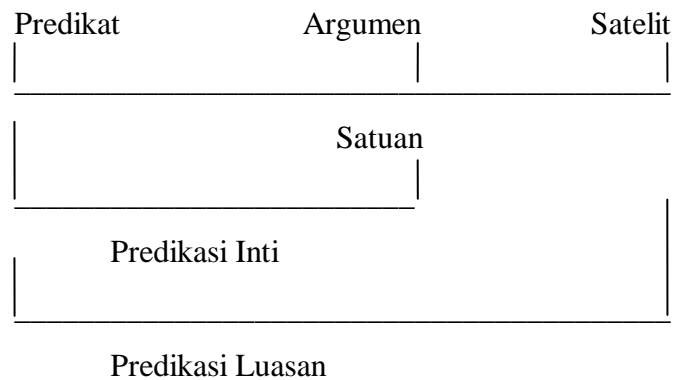 Predikat Argumen Satelit
Satuan
Predikasi Inti
Predikasi Luasan